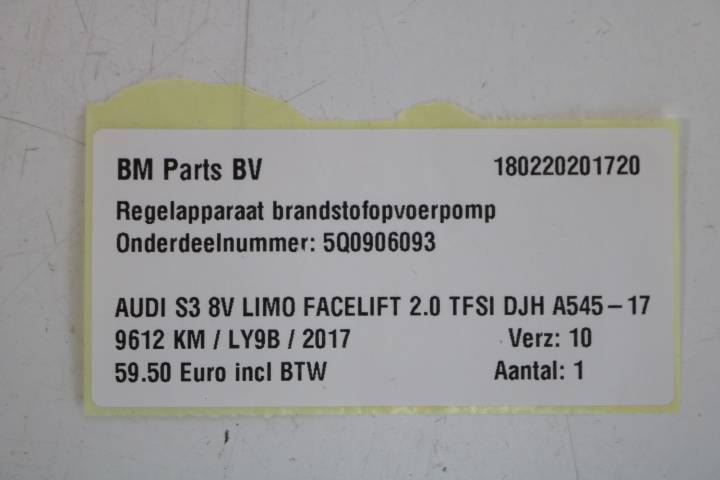 BM Parts BV 180220201720
Regelapparaat brandstofopvoerpomp
Onderdeelnummer: 5Q0906093
AUDI S3 8V LIMO FACELIFT 2.0 TFSI DJH A545-17
9612 KM / LY9B / 2017 Verz: 10
59.50 Euro incl BTW Aantal: 1